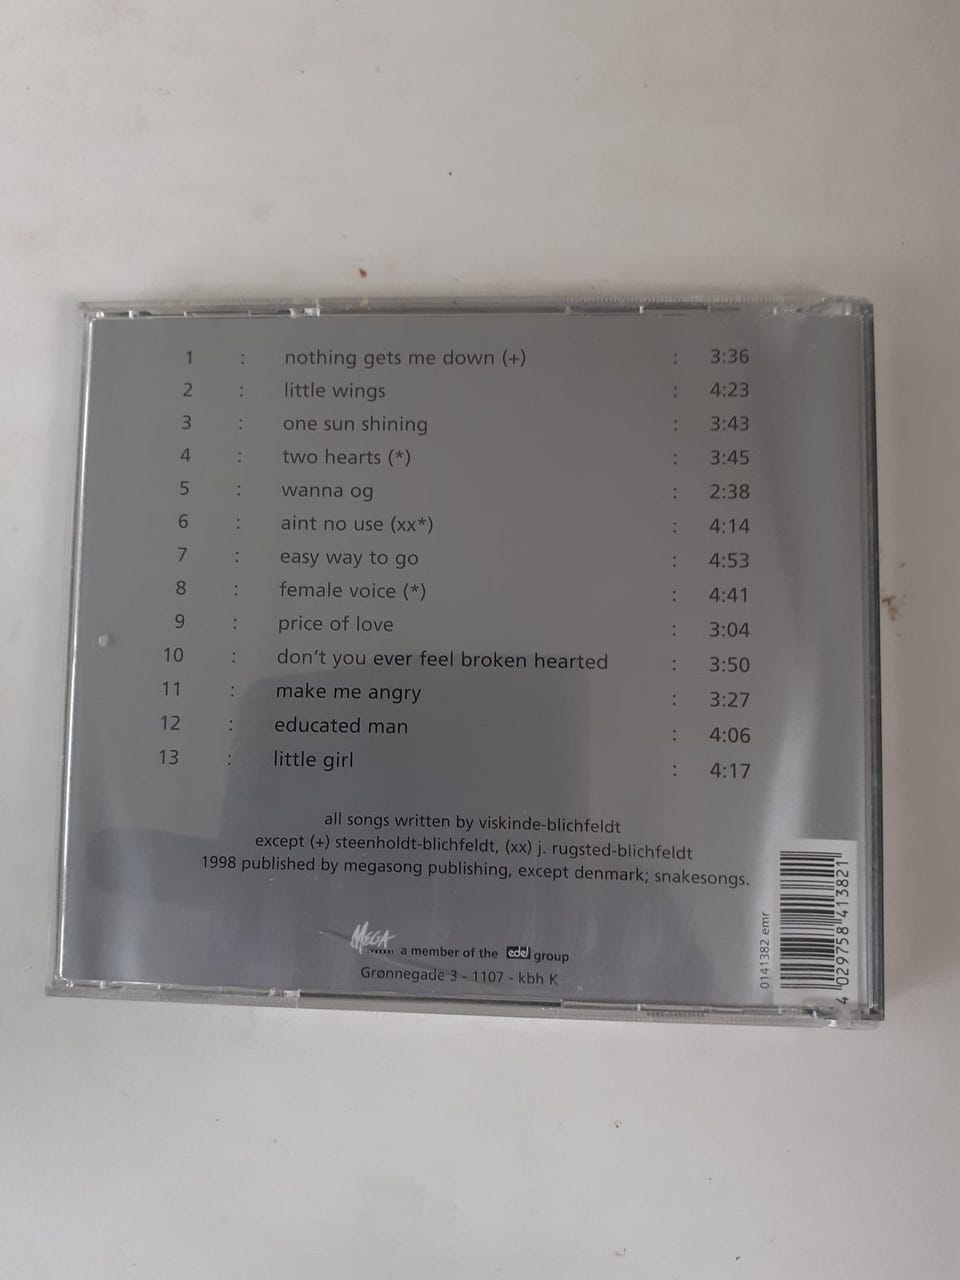 1 : nothing gets me down (+) : 3:36
2 : little wings : 4:23
3 : one sun shining : 3:43
4 : two hearts (*) : 3:45
5 : wanna og : 2:38
6 : aint no use (xx*) : 4:14
7 : easy way to go : 4:53
8 : female voice (*) : 4:41
9 : price of love : 3:04
10 : don't you ever feel broken hearted : 3:50
11 : make me angry : 3:27
12 : educated man : 4:06
13 : little girl : 4:17
all songs written by viskinde-blichfeldt
except (+) steenholdt-blichfeldt, (xx) j. rugsted-blichfeldt
1998 published by megasong publishing, except denmark; snakesongs.
MEGA a member of the edel group
Grønnegade 3 - 1107 - kbh K
0141382 emr
4 029758 413821